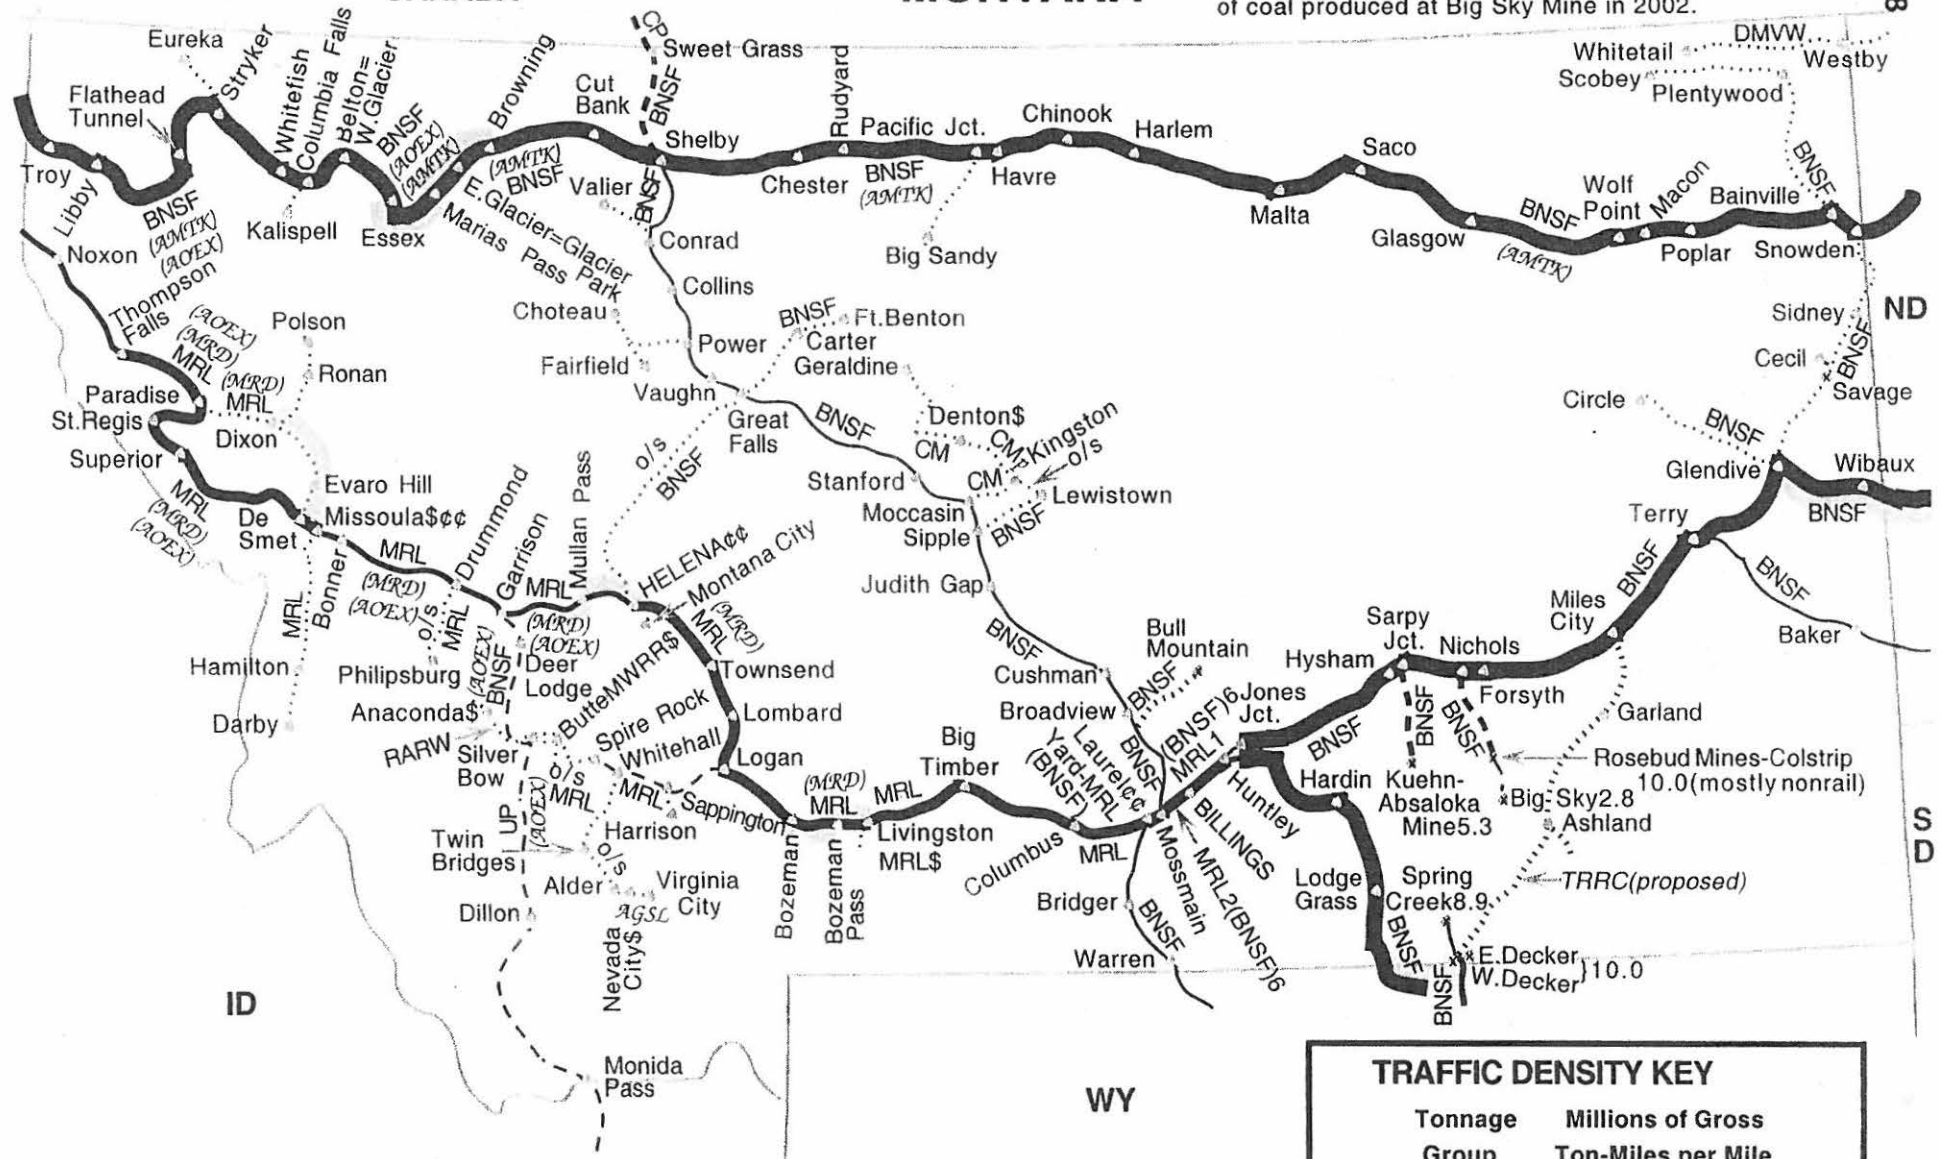 of coal produced at Big Sky Mine in 2002.
Eureka
Stryker
Whitefish
Columbia Falls
Belton=
W.Glacier
BNSF
(AOEX)
(AMTK)
Browning
Cut
Bank
CP
Sweet Grass
BNSF
Rudyard
Pacific Jct.
Chinook
Harlem
Saco
Whitetail
DMVW
Westby
Scobey
Plentywood
Flathead
Tunnel
Shelby
Troy
Libby
BNSF
(AMTK)
(AOEX)
Kalispell
Essex
(AMTK)
BNSF
E.Glacier=Glacier
Park
Marias Pass
Valier
BNSF
Chester
BNSF
(AMTK)
Havre
Big Sandy
Malta
Glasgow
BNSF
(AMTK)
Wolf
Point
Macon
Poplar
Bainville
BNSF
Snowden
Noxon
Thompson
Falls
(AOEX)
(MRD)
MRL
Polson
Ronan
(MRD)
MRL
Conrad
Collins
Choteau
Power
Fairfield
Vaughn
BNSF
Ft.Benton
Carter
Geraldine
Great
Falls
BNSF
Sidney
ND
Cecil
BNSF
Savage
Circle
BNSF
Glendive
Wibaux
BNSF
Paradise
St.Regis
Dixon
Superior
MRL
(MRD)
(AOEX)
De
Smet
Evaro Hill
Missoula$¢¢
MRL
(MRD)
(AOEX)
Drummond
Garrison
MRL
Mullan Pass
(MRD)
(AOEX)
o/s
BNSF
HELENA¢¢
Montana City
(MRD)
MRL
Denton$
CM
CM
Kingston
CM
o/s
Stanford
Lewistown
Moccasin
Sipple
BNSF
Judith Gap
BNSF
Terry
BNSF
BNSF
Baker
Miles
City
MRL
Bonner
o/s
MRL
Hamilton
Darby
Philipsburg
(AOEX)
BNSF
Deer
Lodge
Anaconda$
RARW
Silver
Bow
ButteMWRR$
Spire Rock
Whitehall
Townsend
Lombard
Logan
o/s
MRL
MRL
Sappington
Harrison
UP
(AOEX)
Twin
Bridges
o/s
Alder
Virginia
City
AGSL
Nevada
City$
Dillon
Bozeman
(MRD)
MRL
Bozeman
Pass
MRL
Livingston
MRL$
Big
Timber
Columbus
MRL
Cushman
Bull
Mountain
BNSF
Broadview
BNSF
Laurel¢¢
Yard-MRL
(BNSF)
(BNSF)6
MRL1
Jones
Jct.
Huntley
BILLINGS
MRL2(BNSF)6
Mossmain
Bridger
BNSF
Warren
Hysham
BNSF
Sarpy
Jct.
Nichols
Forsyth
BNSF
BNSF
Kuehn-
Absaloka
Mine5.3
Garland
Rosebud Mines-Colstrip
10.0(mostly nonrail)
Big-Sky2.8
Ashland
TRRC(proposed)
Hardin
Lodge
Grass
BNSF
Spring
Creek8.9
E.Decker
W.Decker}10.0
BNSF
S
D
ID
Monida
Pass
WY
TRAFFIC DENSITY KEY
Tonnage Millions of Gross
Group Ton-Miles per Mile